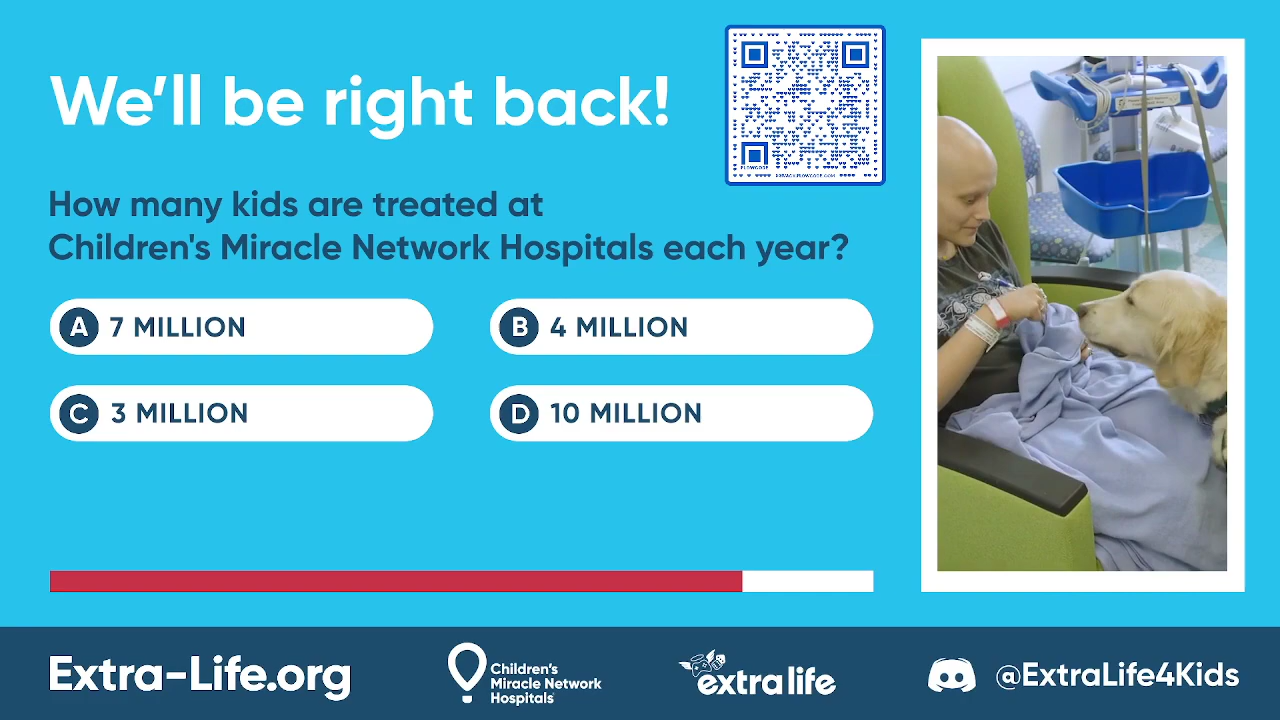 We'll be right back!
How many kids are treated at
Children's Miracle Network Hospitals each year?
A 7 MILLION
B 4 MILLION
C 3 MILLION
D 10 MILLION
FLOWCODE
Extra-Life.org
Children's
Miracle Network
Hospitals
extra life
@ExtraLife4Kids